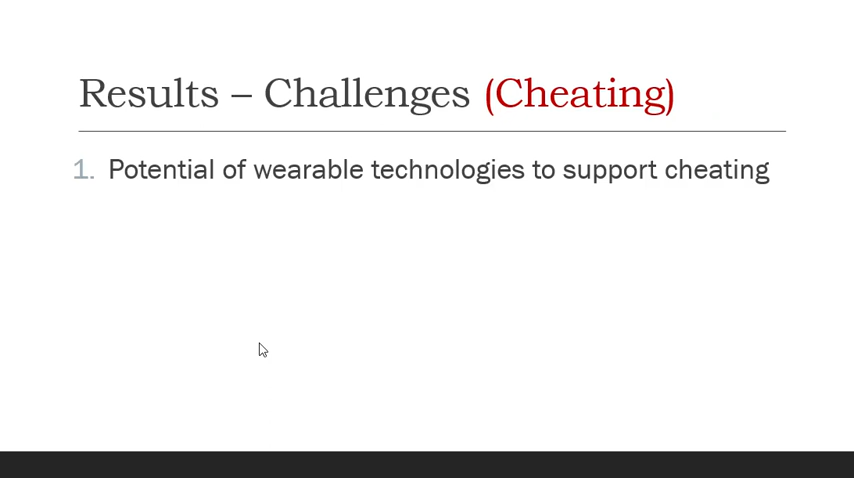 Results – Challenges (Cheating)
1. Potential of wearable technologies to support cheating